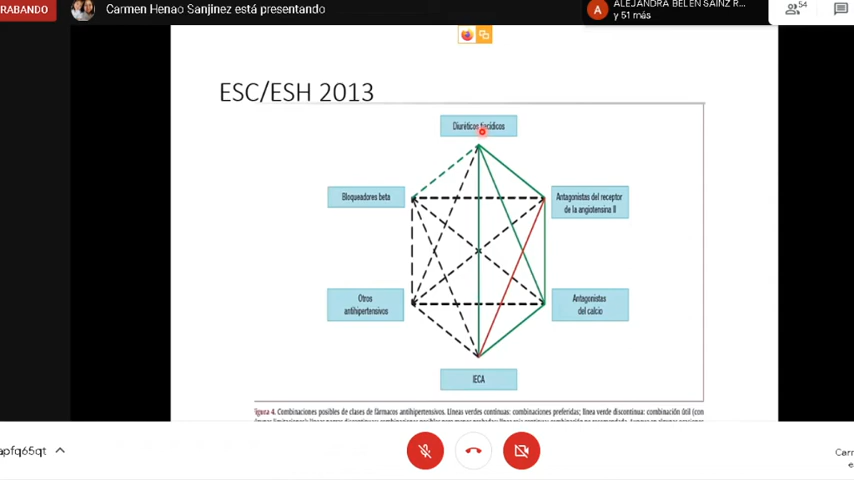 RABANDO
Carmen Henao Sanjinez está presentando
A
ALEJANDRA BELEN SAINZ R...
y 51 más
54
ESC/ESH 2013
Diuréticos tiacídicos
Bloqueadores beta
Antagonistas del receptor
de la angiotensina II
Otros
antihipertensivos
Antagonistas
del calcio
IECA
figura 4. Combinaciones posibles de clases de fármacos antihipertensivos. Líneas verdes continuas: combinaciones preferidas; línea verde discontinua: combinación útil (con
apfq65qt
Carr
e